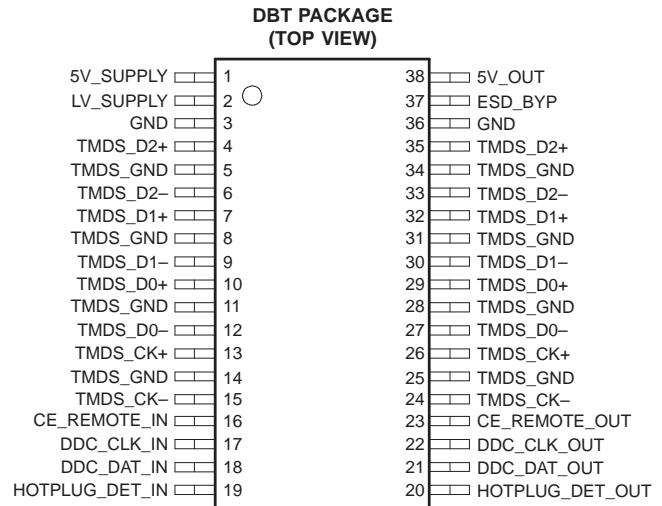 DBT PACKAGE
(TOP VIEW)
5V_SUPPLY 1 38 5V_OUT
LV_SUPPLY 2 37 ESD_BYP
GND 3 36 GND
TMDS_D2+ 4 35 TMDS_D2+
TMDS_GND 5 34 TMDS_GND
TMDS_D2– 6 33 TMDS_D2–
TMDS_D1+ 7 32 TMDS_D1+
TMDS_GND 8 31 TMDS_GND
TMDS_D1– 9 30 TMDS_D1–
TMDS_D0+ 10 29 TMDS_D0+
TMDS_GND 11 28 TMDS_GND
TMDS_D0– 12 27 TMDS_D0–
TMDS_CK+ 13 26 TMDS_CK+
TMDS_GND 14 25 TMDS_GND
TMDS_CK– 15 24 TMDS_CK–
CE_REMOTE_IN 16 23 CE_REMOTE_OUT
DDC_CLK_IN 17 22 DDC_CLK_OUT
DDC_DAT_IN 18 21 DDC_DAT_OUT
HOTPLUG_DET_IN 19 20 HOTPLUG_DET_OUT